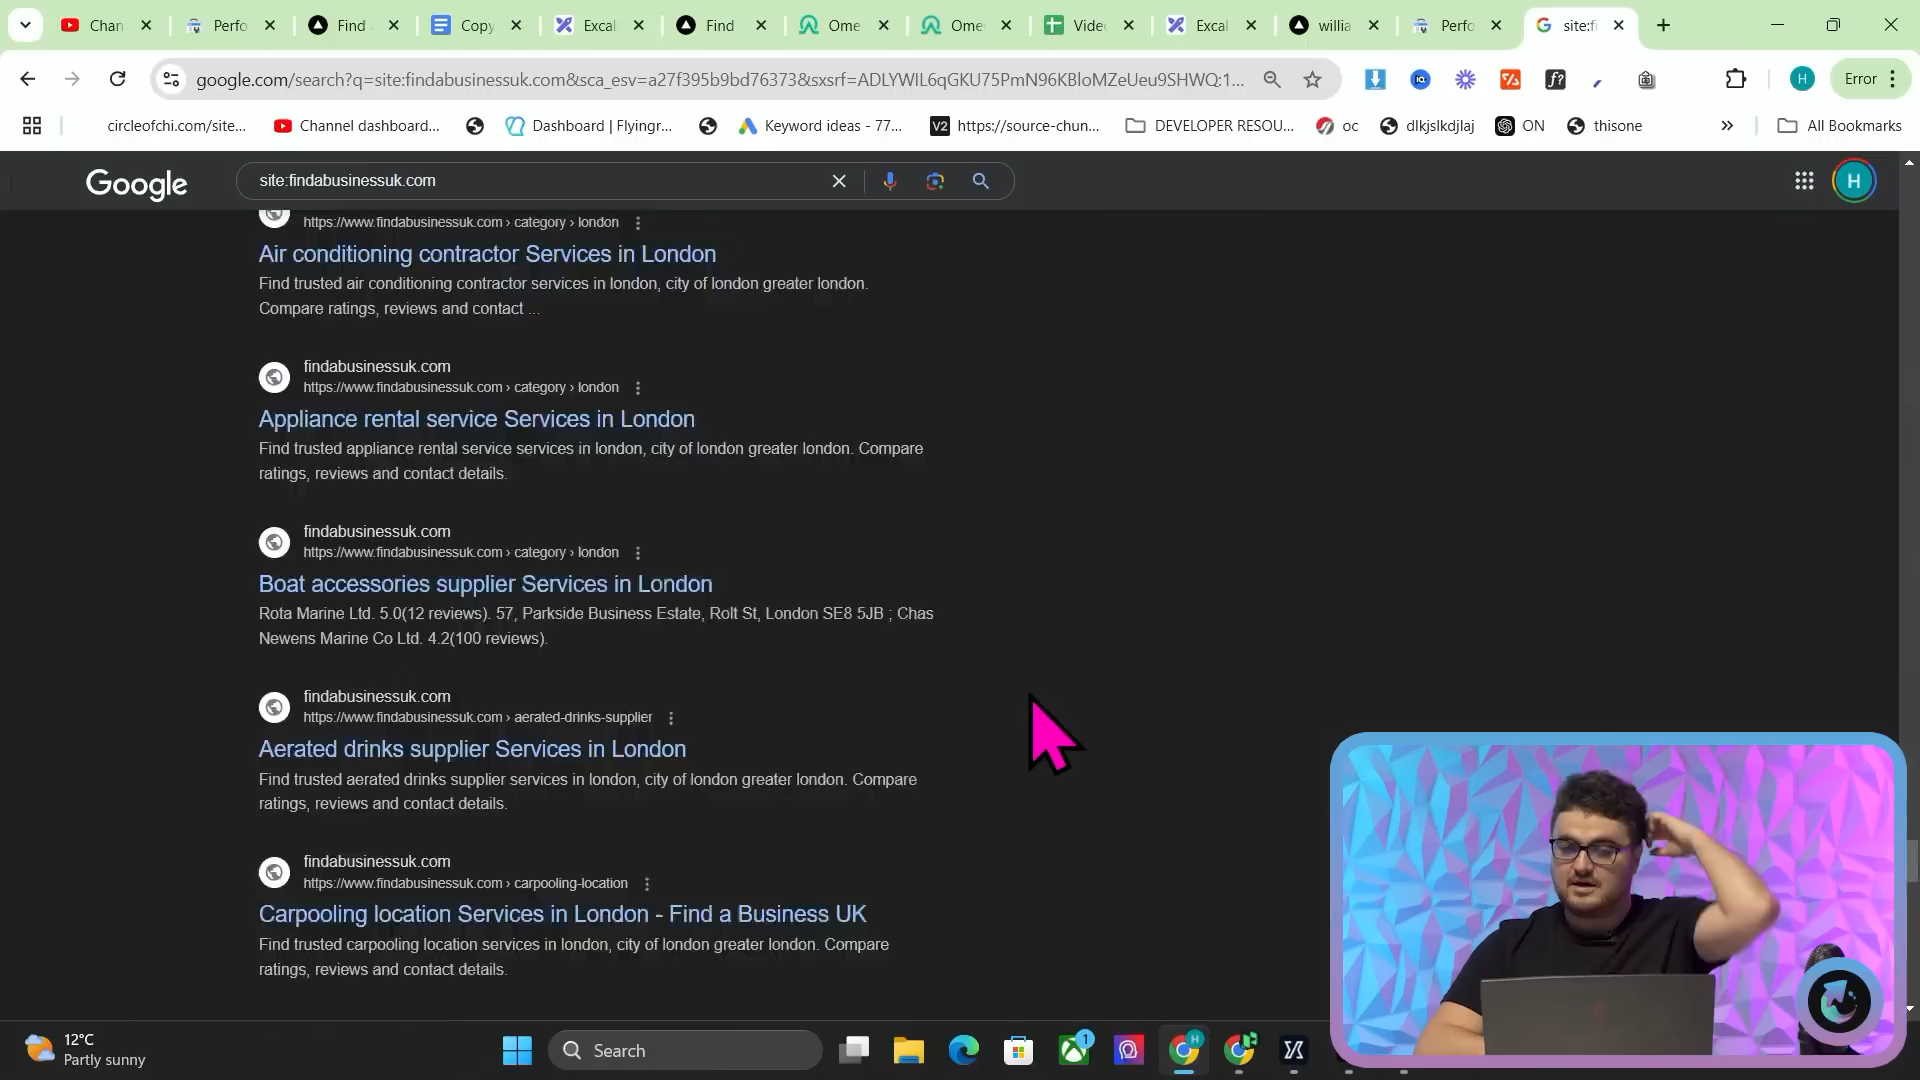 Chan
Perfo
Find
Copy
Excal
Find
Ome
Ome
Vide
Excal
willia
Perfo
site:fi
google.com/search?q=site:findabusinessuk.com&sca_esv=a27f395b9bd76373&sxsrf=ADLYWIL6qGKU75PmN96KBloMZeUeu9SHWQ:1...
Error
circleofchi.com/site...
Channel dashboard...
Dashboard | Flyingr...
Keyword ideas - 77...
V2 https://source-chun...
DEVELOPER RESOU...
oc
dlkjslkdjlaj
ON
thisone
All Bookmarks
Google
site:findabusinessuk.com
H
https://www.findabusinessuk.com › category › london
Air conditioning contractor Services in London
Find trusted air conditioning contractor services in london, city of london greater london.
Compare ratings, reviews and contact ...
findabusinessuk.com
https://www.findabusinessuk.com › category › london
Appliance rental service Services in London
Find trusted appliance rental service services in london, city of london greater london. Compare
ratings, reviews and contact details.
findabusinessuk.com
https://www.findabusinessuk.com › category › london
Boat accessories supplier Services in London
Rota Marine Ltd. 5.0(12 reviews). 57, Parkside Business Estate, Rolt St, London SE8 5JB ; Chas
Newens Marine Co Ltd. 4.2(100 reviews).
findabusinessuk.com
https://www.findabusinessuk.com › aerated-drinks-supplier
Aerated drinks supplier Services in London
Find trusted aerated drinks supplier services in london, city of london greater london. Compare
ratings, reviews and contact details.
findabusinessuk.com
https://www.findabusinessuk.com › carpooling-location
Carpooling location Services in London - Find a Business UK
Find trusted carpooling location services in london, city of london greater london. Compare
ratings, reviews and contact details.
12°C
Partly sunny
Search
1